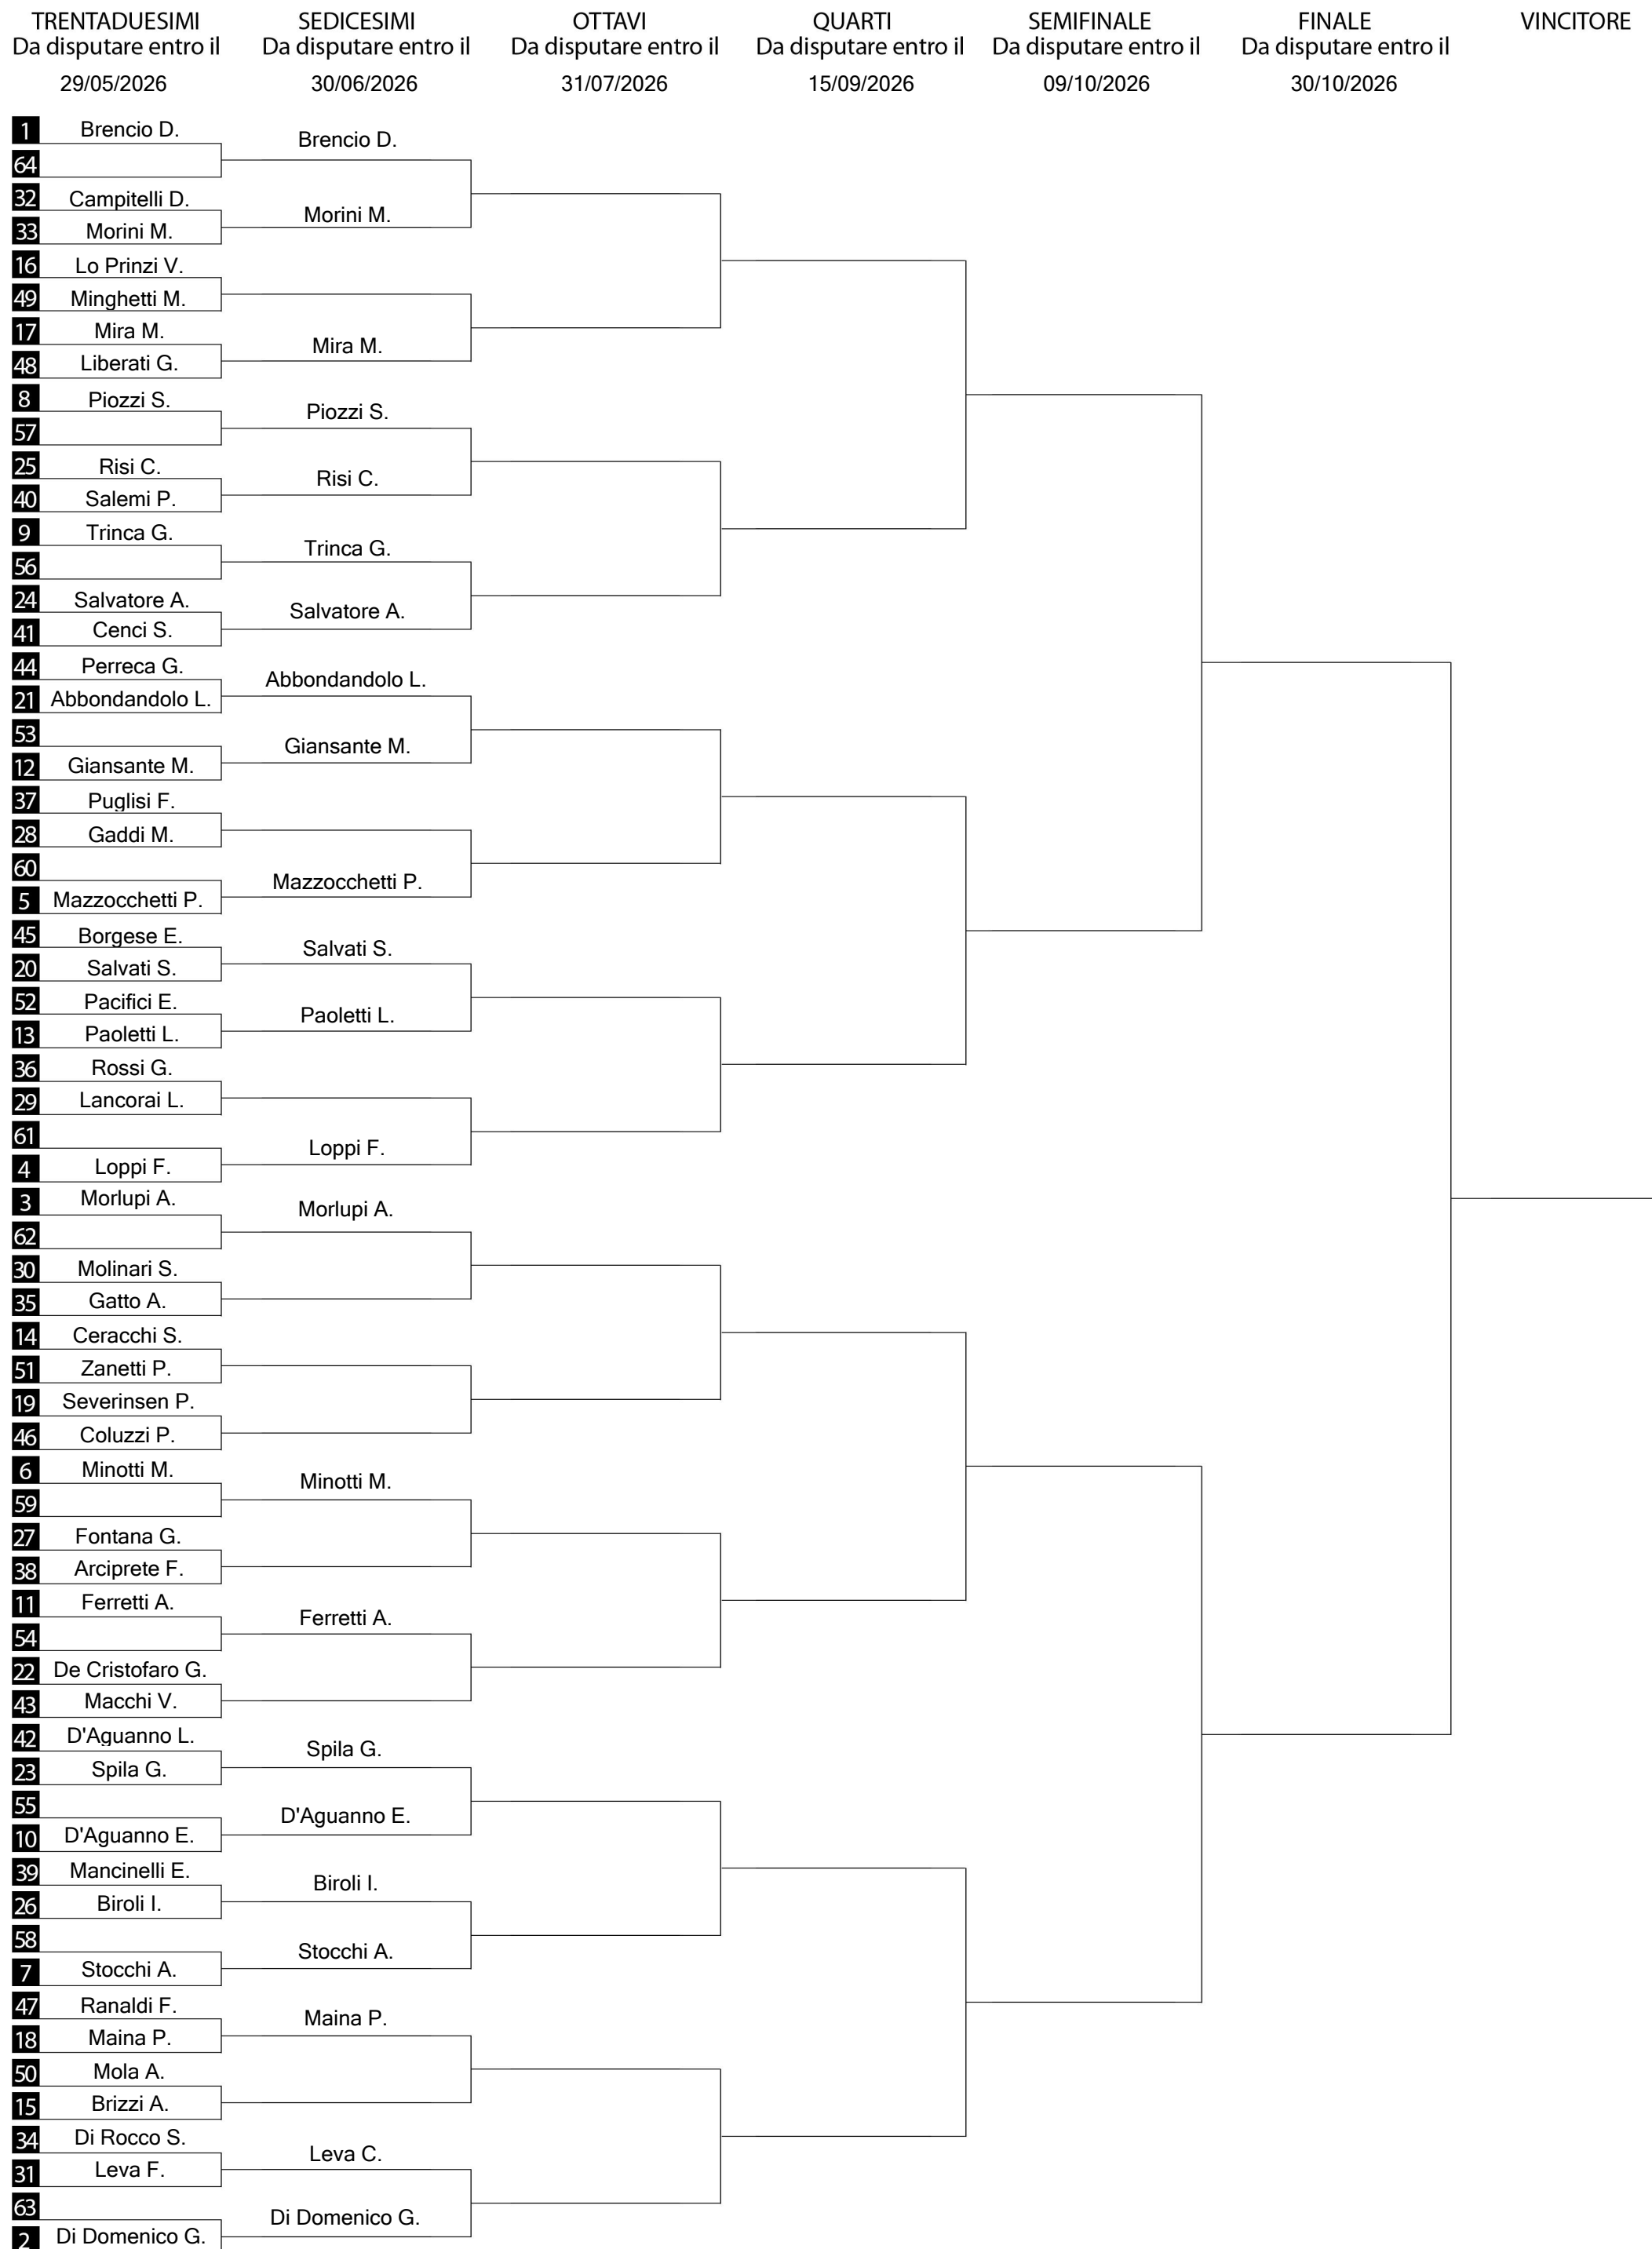 TRENTADUESIMI SEDICESIMI OTTAVI QUARTI SEMIFINALE FINALE VINCITORE
Da disputare entro il Da disputare entro il Da disputare entro il Da disputare entro il Da disputare entro il Da disputare entro il
29/05/2026 30/06/2026 31/07/2026 15/09/2026 09/10/2026 30/10/2026
1 Brencio D.
Brencio D.
64
32 Campitelli D.
Morini M.
33 Morini M.
16 Lo Prinzi V.
49 Minghetti M.
17 Mira M.
Mira M.
48 Liberati G.
8 Piozzi S.
Piozzi S.
57
25 Risi C.
Risi C.
40 Salemi P.
9 Trinca G.
Trinca G.
56
24 Salvatore A.
Salvatore A.
41 Cenci S.
44 Perreca G.
Abbondandolo L.
21 Abbondandolo L.
53
Giansante M.
12 Giansante M.
37 Puglisi F.
28 Gaddi M.
60
Mazzocchetti P.
5 Mazzocchetti P.
45 Borgese E.
Salvati S.
20 Salvati S.
52 Pacifici E.
Paoletti L.
13 Paoletti L.
36 Rossi G.
29 Lancorai L.
61
Loppi F.
4 Loppi F.
3 Morlupi A.
Morlupi A.
62
30 Molinari S.
35 Gatto A.
14 Ceracchi S.
51 Zanetti P.
19 Severinsen P.
46 Coluzzi P.
6 Minotti M.
Minotti M.
59
27 Fontana G.
38 Arciprete F.
11 Ferretti A.
Ferretti A.
54
22 De Cristofaro G.
43 Macchi V.
42 D'Aguanno L.
Spila G.
23 Spila G.
55
D'Aguanno E.
10 D'Aguanno E.
39 Mancinelli E.
Biroli I.
26 Biroli I.
58
Stocchi A.
7 Stocchi A.
47 Ranaldi F.
Maina P.
18 Maina P.
50 Mola A.
15 Brizzi A.
34 Di Rocco S.
Leva C.
31 Leva F.
63
Di Domenico G.
2 Di Domenico G.